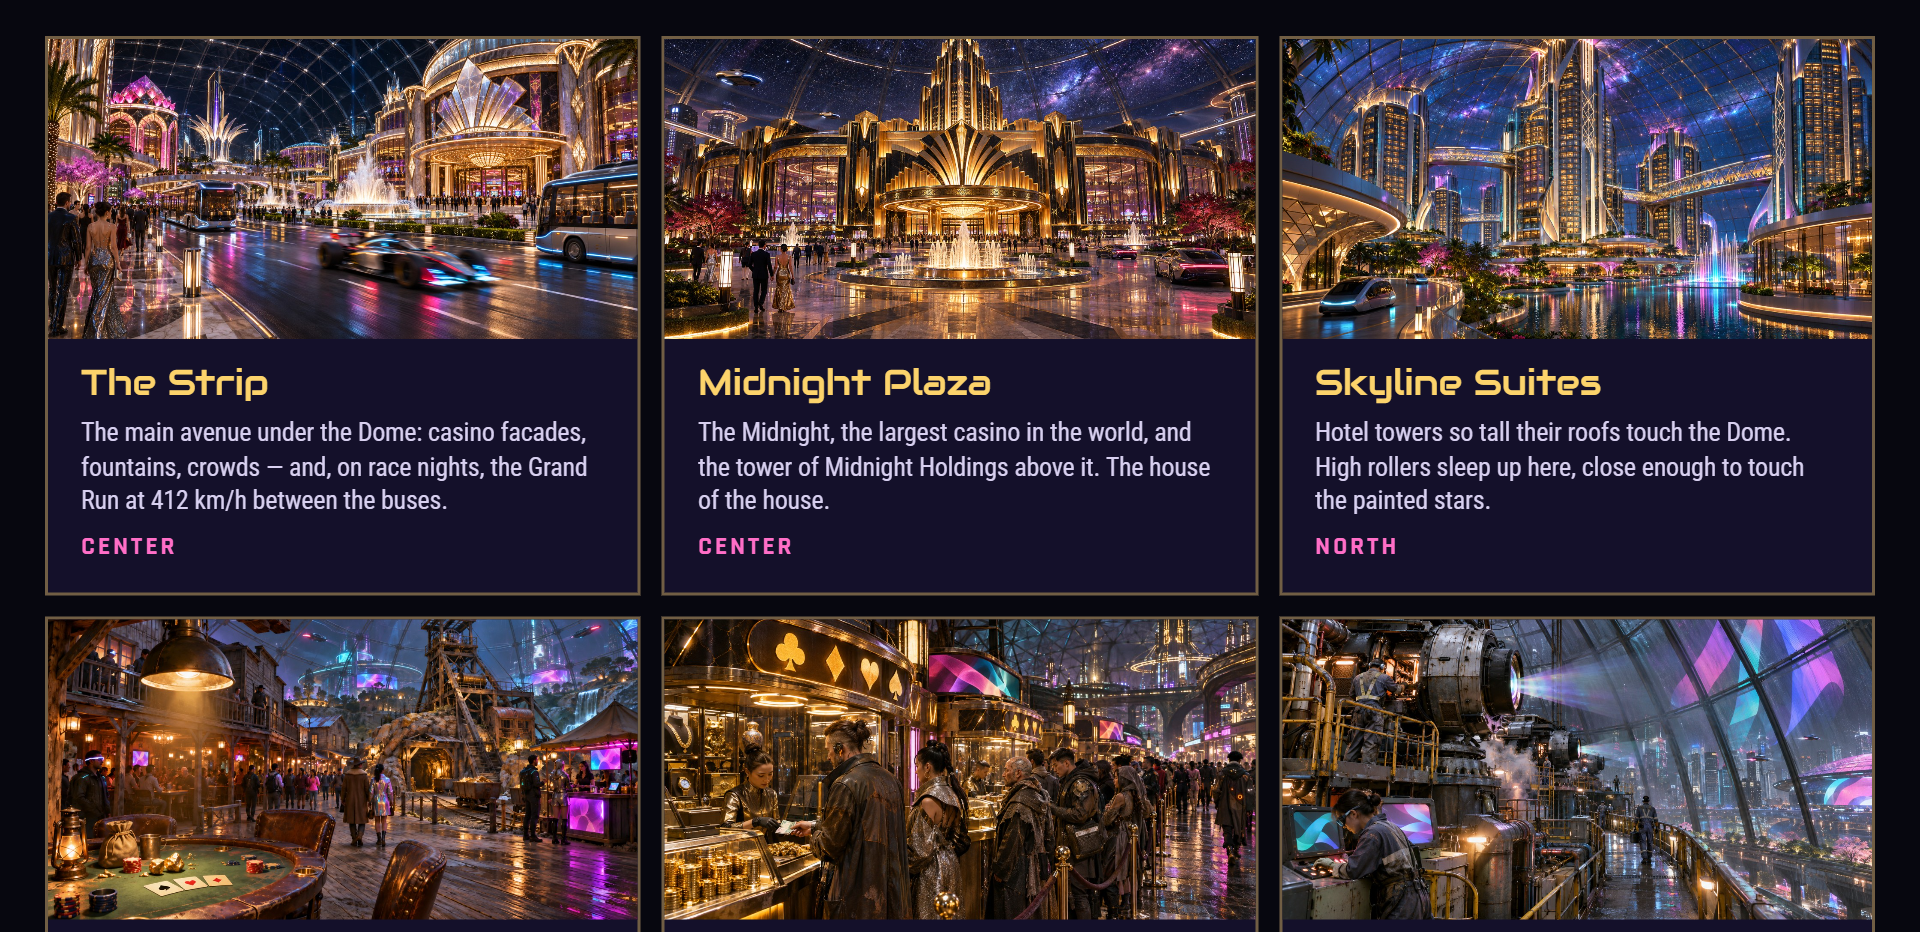 The Strip
The main avenue under the Dome: casino facades,
fountains, crowds — and, on race nights, the Grand
Run at 412 km/h between the buses.
CENTER
Midnight Plaza
The Midnight, the largest casino in the world, and
the tower of Midnight Holdings above it. The house
of the house.
CENTER
Skyline Suites
Hotel towers so tall their roofs touch the Dome.
High rollers sleep up here, close enough to touch
the painted stars.
NORTH